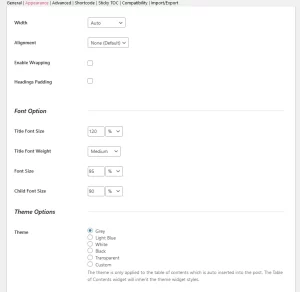 General | Appearance | Advanced | Shortcode | Sticky TOC | Compatibility | Import/Export
Width Auto
Alignment None (Default)
Enable Wrapping
Headings Padding
Font Option
Title Font Size 120 %
Title Font Weight Medium
Font Size 95 %
Child Font Size 90 %
Theme Options
Theme Grey
Light Blue
White
Black
Transparent
Custom
The theme is only applied to the table of contents which is auto inserted into the post. The Table
of Contents widget will inherit the theme widget styles.